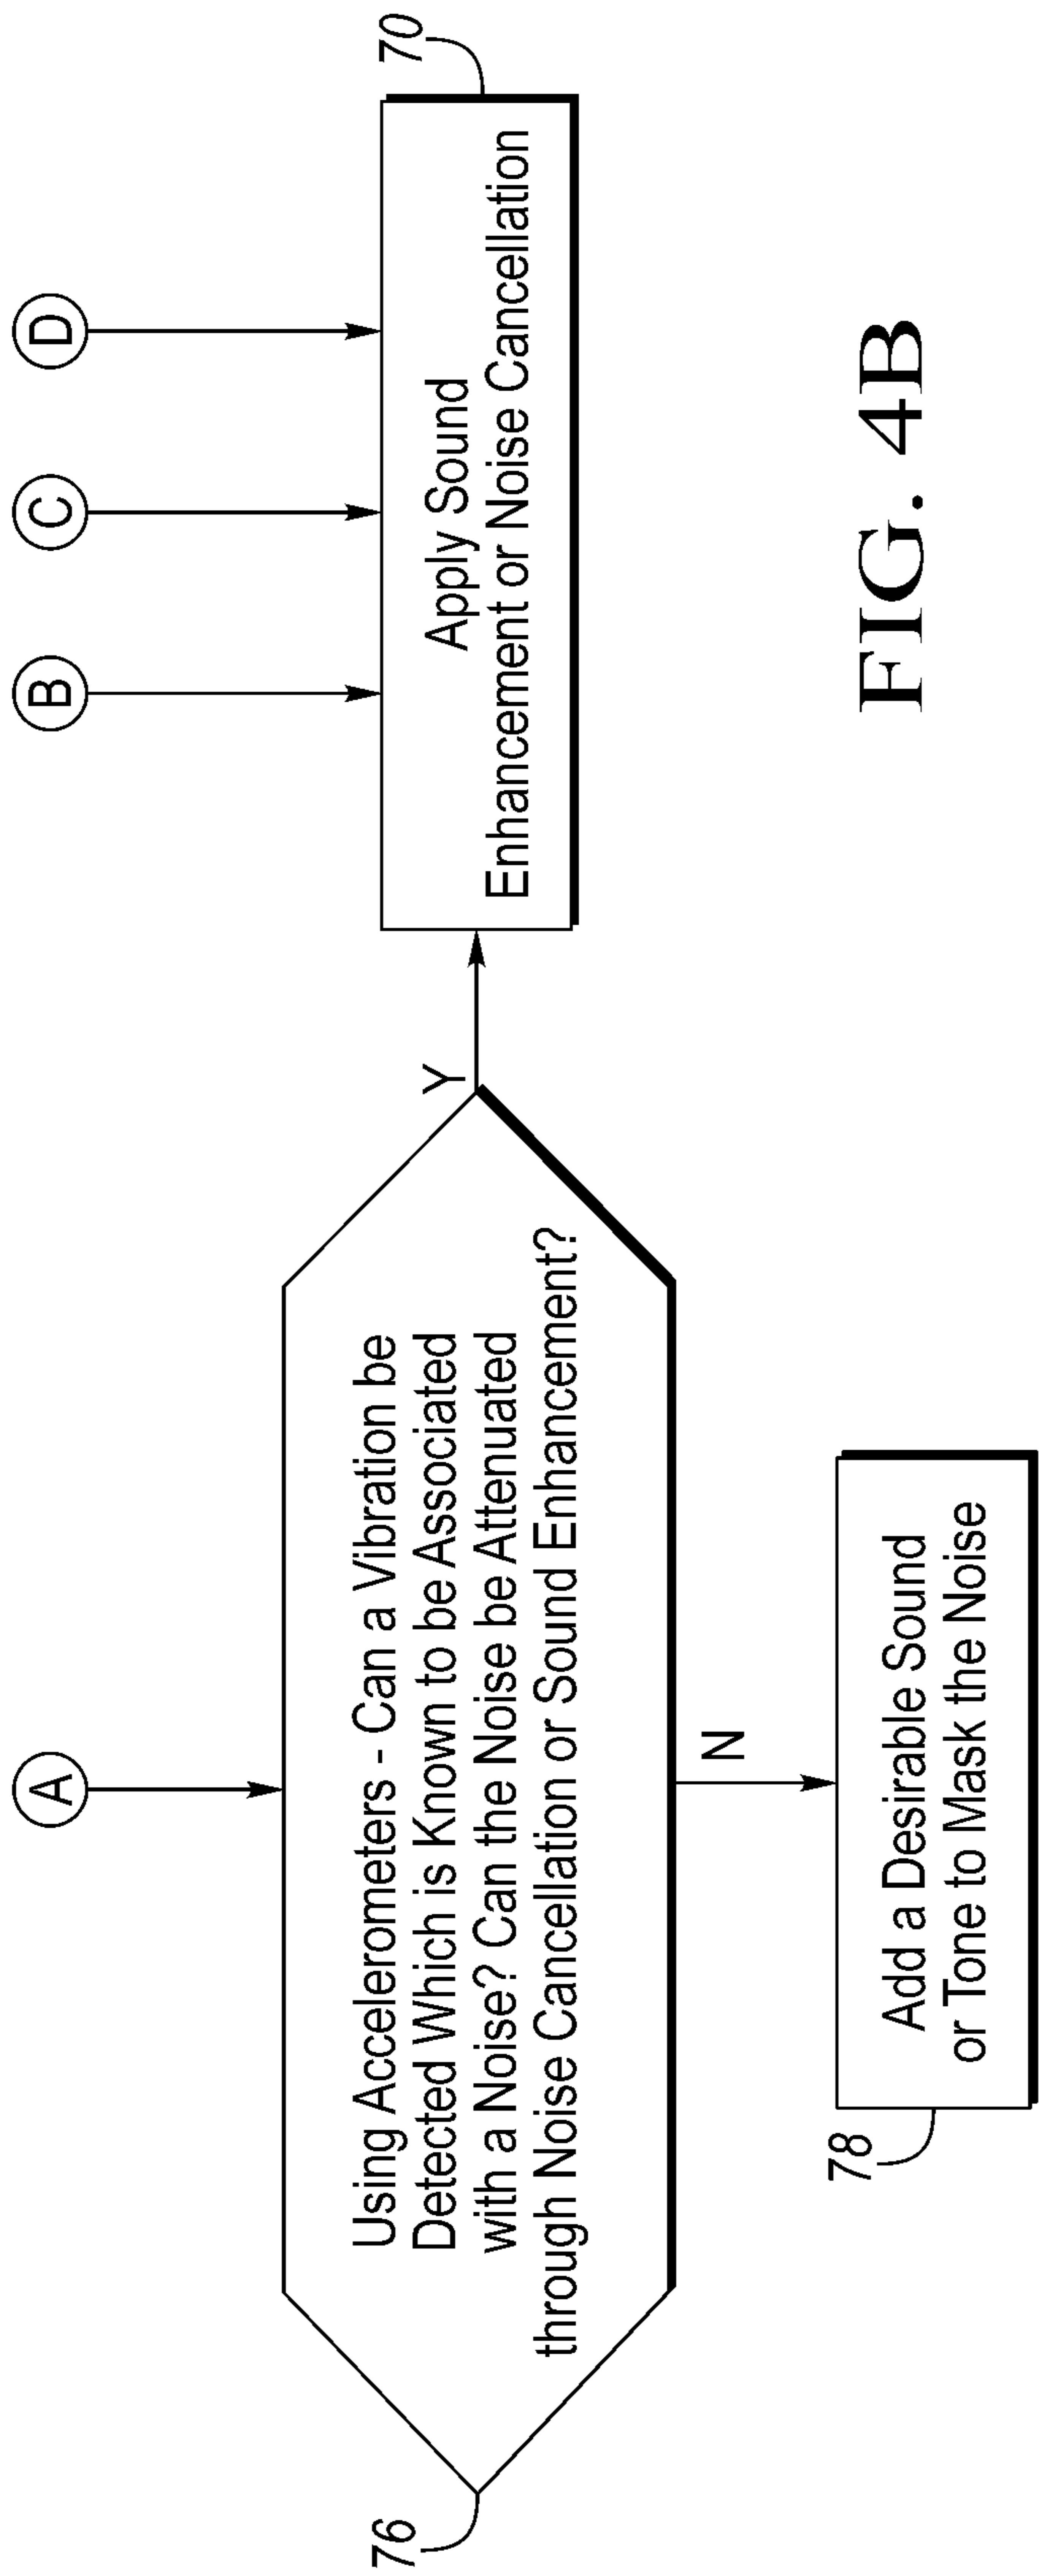 A
B
C
D
76
Using Accelerometers - Can a Vibration be
Detected Which is Known to be Associated
with a Noise? Can the Noise be Attenuated
through Noise Cancellation or Sound Enhancement?
Y
70
Apply Sound
Enhancement or Noise Cancellation
N
78
Add a Desirable Sound
or Tone to Mask the Noise
FIG. 4B